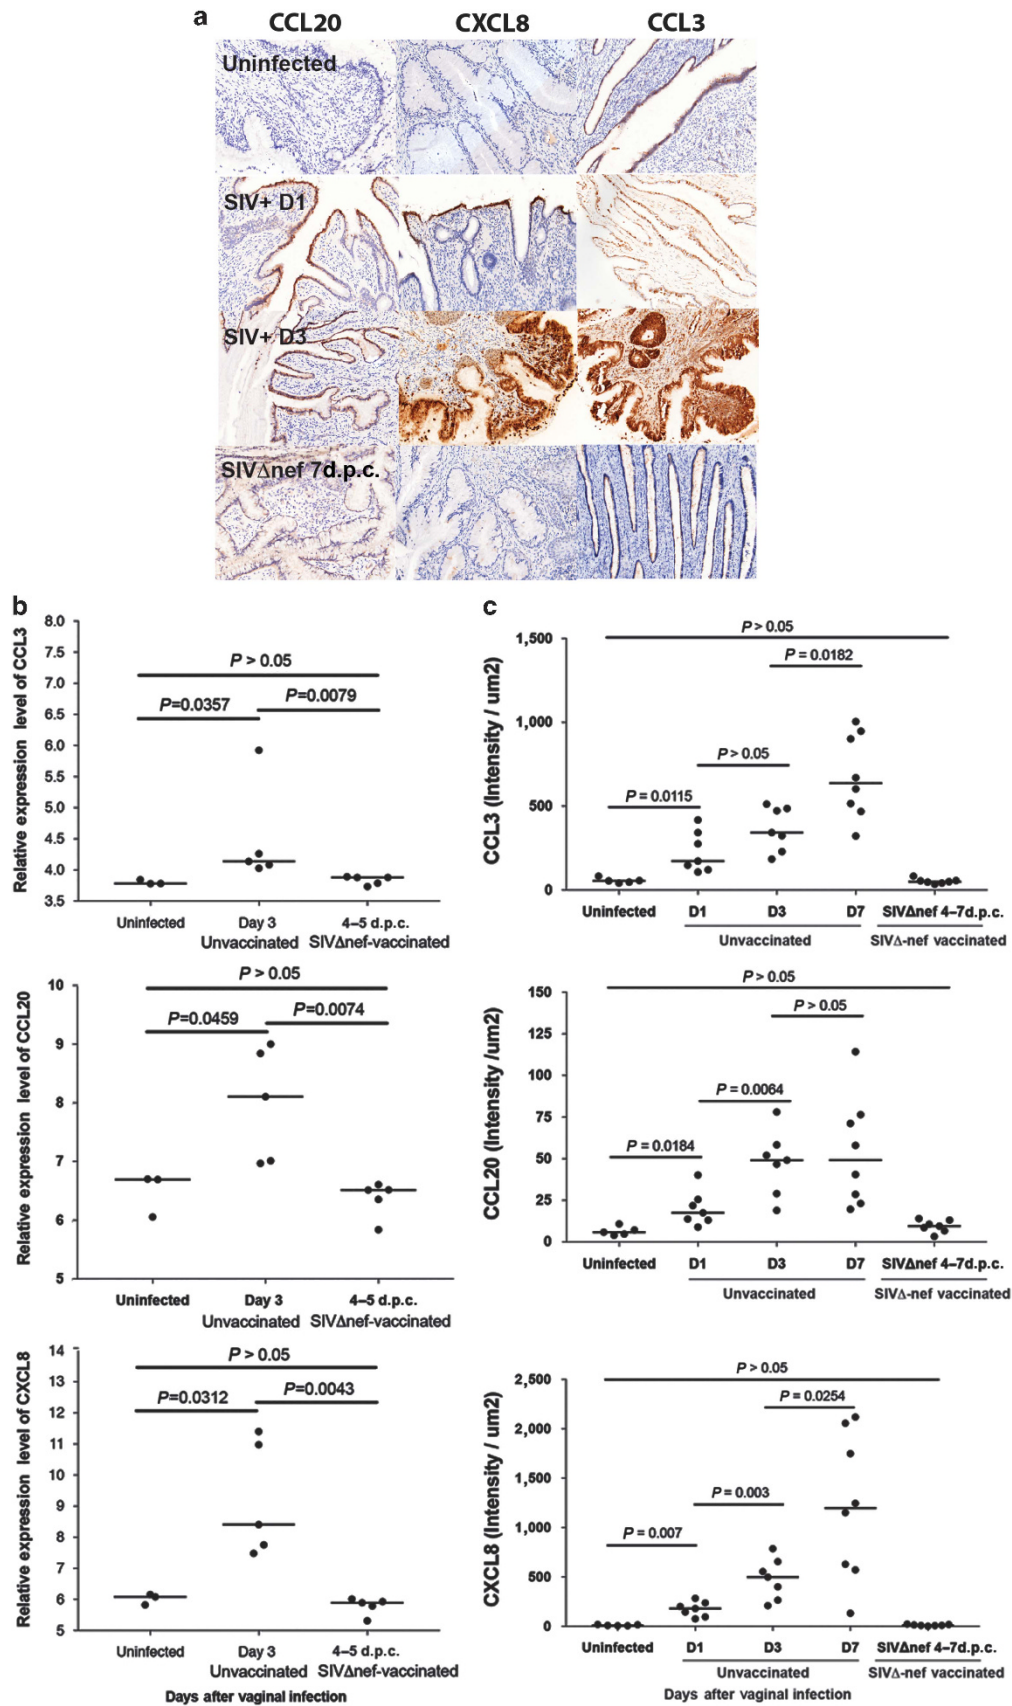 a
CCL20 CXCL8 CCL3
Uninfected
SIV+ D1
SIV+ D3
SIVΔnef 7d.p.c.
b
Relative expression level of CCL3
8.0
7.5
7.0
6.5
6.0
5.5
5.0
4.5
4.0
3.5
P > 0.05
P=0.0357
P=0.0079
Uninfected Day 3 4–5 d.p.c.
Unvaccinated SIVΔnef-vaccinated
Relative expression level of CCL20
10
9
8
7
6
5
P > 0.05
P=0.0459
P=0.0074
Uninfected Day 3 4–5 d.p.c.
Unvaccinated SIVΔnef-vaccinated
Relative expression level of CXCL8
14
13
12
11
10
9
8
7
6
5
P > 0.05
P=0.0312
P=0.0043
Uninfected Day 3 4–5 d.p.c.
Unvaccinated SIVΔnef-vaccinated
Days after vaginal infection
c
CCL3 (Intensity / um2)
1,500
1,000
500
0
P > 0.05
P = 0.0182
P > 0.05
P = 0.0115
Uninfected D1 D3 D7 SIVΔnef 4–7d.p.c.
Unvaccinated SIVΔ-nef vaccinated
CCL20 (Intensity /um2)
150
125
100
75
50
25
0
P > 0.05
P > 0.05
P = 0.0064
P = 0.0184
Uninfected D1 D3 D7 SIVΔnef 4–7d.p.c.
Unvaccinated SIVΔ-nef vaccinated
CXCL8 (Intensity / um2)
2,500
2,000
1,500
1,000
500
0
P > 0.05
P = 0.0254
P = 0.003
P = 0.007
Uninfected D1 D3 D7 SIVΔnef 4–7d.p.c.
Unvaccinated SIVΔ-nef vaccinated
Days after vaginal infection